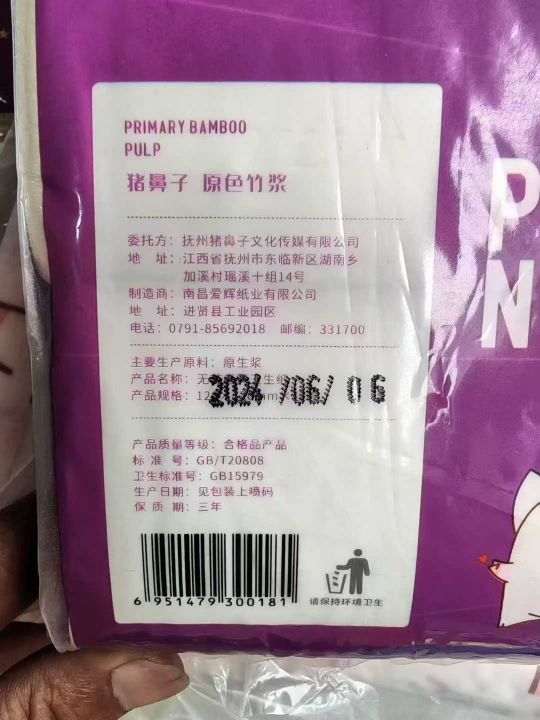 PRIMARY BAMBOO
PULP
猪鼻子 原色竹浆
委托方：抚州猪鼻子文化传媒有限公司
地 址：江西省抚州市东临新区湖南乡
加溪村瑶溪十组14号
制造商：南昌爱辉纸业有限公司
地 址：进贤县工业园区
电话：0791-85692018 邮编：331700
主要生产原料：原生浆
产品名称：无
产品规格：12
2024/06/06
产品质量等级：合格品产品
标 准 号：GB/T20808
卫生标准号：GB15979
生产日期：见包装上喷码
保 质 期：三年
6 951479 300181
请保持环境卫生
P
N